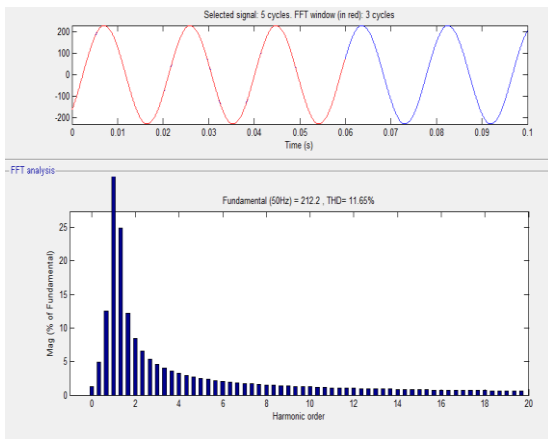 Selected signal: 5 cycles. FFT window (in red): 3 cycles
200
100
0
-100
-200
0 0.01 0.02 0.03 0.04 0.05 0.06 0.07 0.08 0.09 0.1
Time (s)
FFT analysis
Fundamental (50Hz) = 212.2 , THD= 11.65%
Mag (% of Fundamental)
25
20
15
10
5
0
0 2 4 6 8 10 12 14 16 18 20
Harmonic order